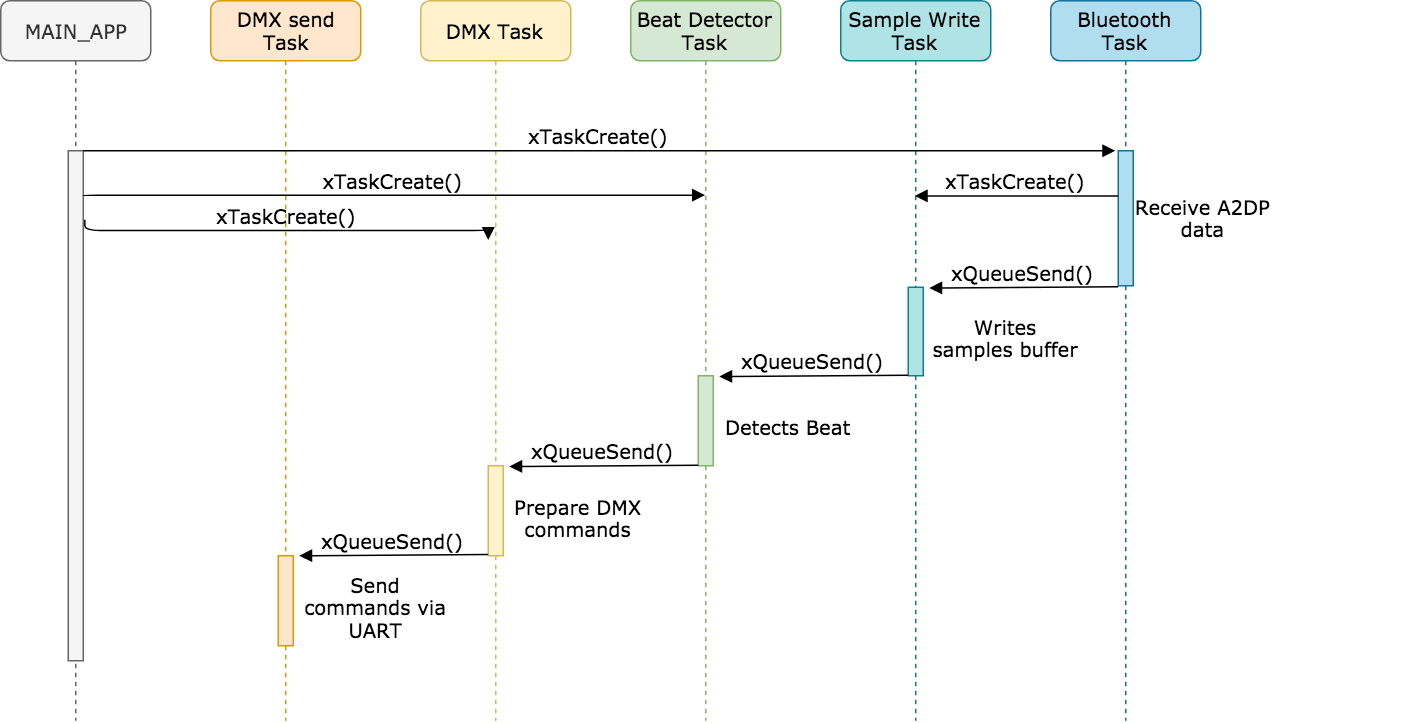 MAIN_APP
DMX send
Task
DMX Task
Beat Detector
Task
Sample Write
Task
Bluetooth
Task
xTaskCreate()
xTaskCreate()
xTaskCreate()
Receive A2DP
data
xTaskCreate()
xQueueSend()
Writes
samples buffer
xQueueSend()
Detects Beat
xQueueSend()
Prepare DMX
commands
xQueueSend()
Send
commands via
UART